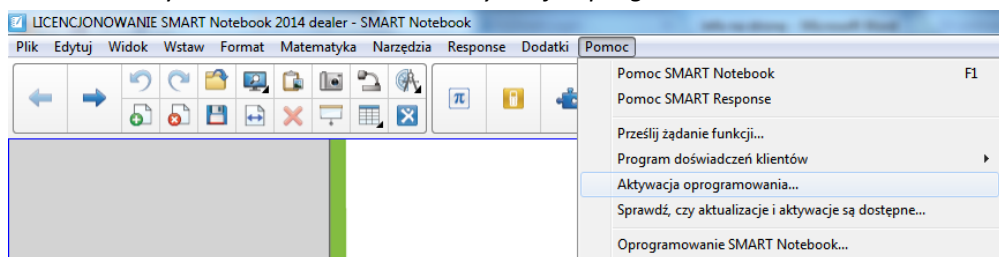 LICENCJONOWANIE SMART Notebook 2014 dealer - SMART Notebook
Plik Edytuj Widok Wstaw Format Matematyka Narzędzia Response Dodatki Pomoc
π
Pomoc SMART Notebook F1
Pomoc SMART Response
Prześlij żądanie funkcji...
Program doświadczeń klientów
Aktywacja oprogramowania...
Sprawdź, czy aktualizacje i aktywacje są dostępne...
Oprogramowanie SMART Notebook...